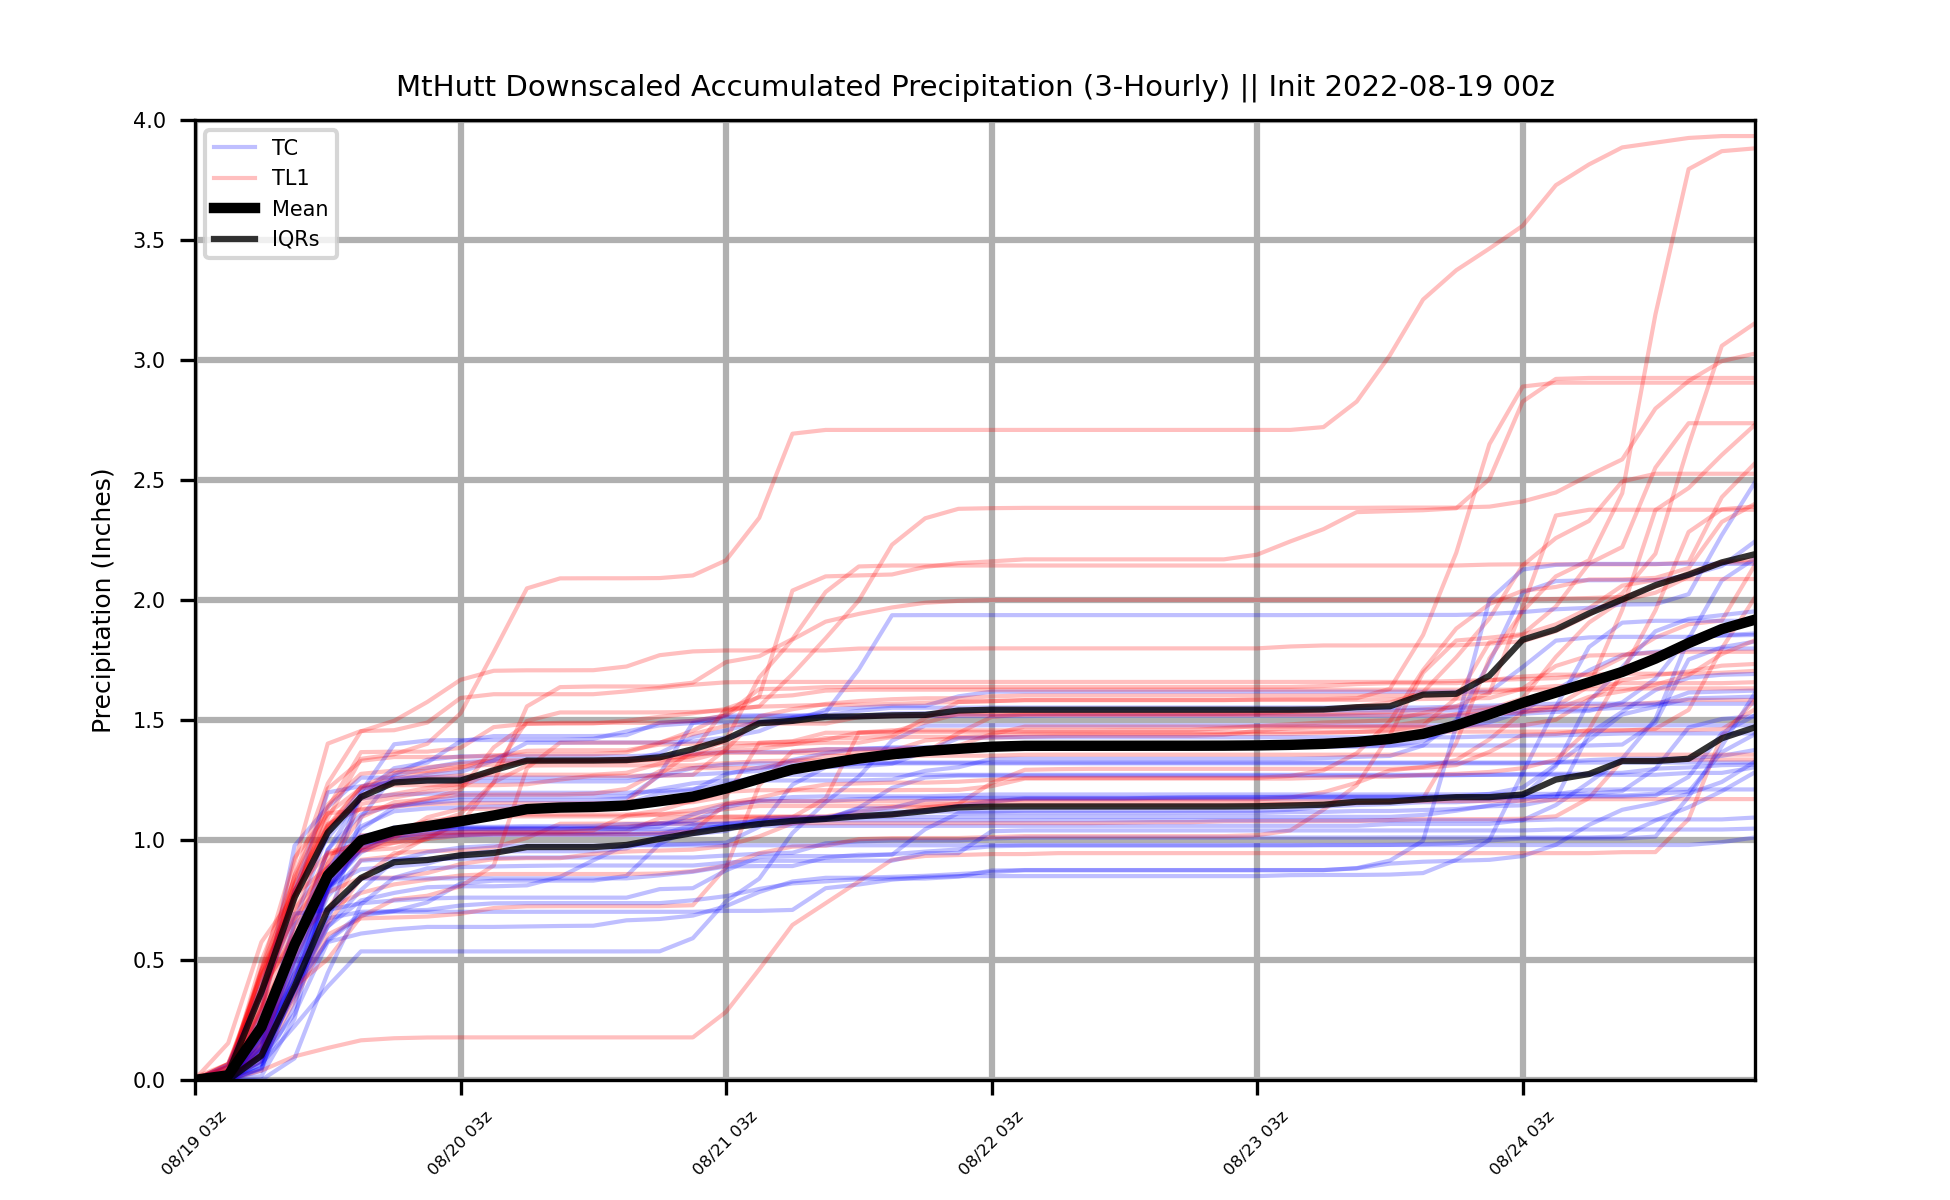 MtHutt Downscaled Accumulated Precipitation (3-Hourly) || Init 2022-08-19 00z
4.0
3.5
3.0
2.5
2.0
1.5
1.0
0.5
0.0
Precipitation (Inches)
TC
TL1
Mean
IQRs
08/19 03z
08/20 03z
08/21 03z
08/22 03z
08/23 03z
08/24 03z